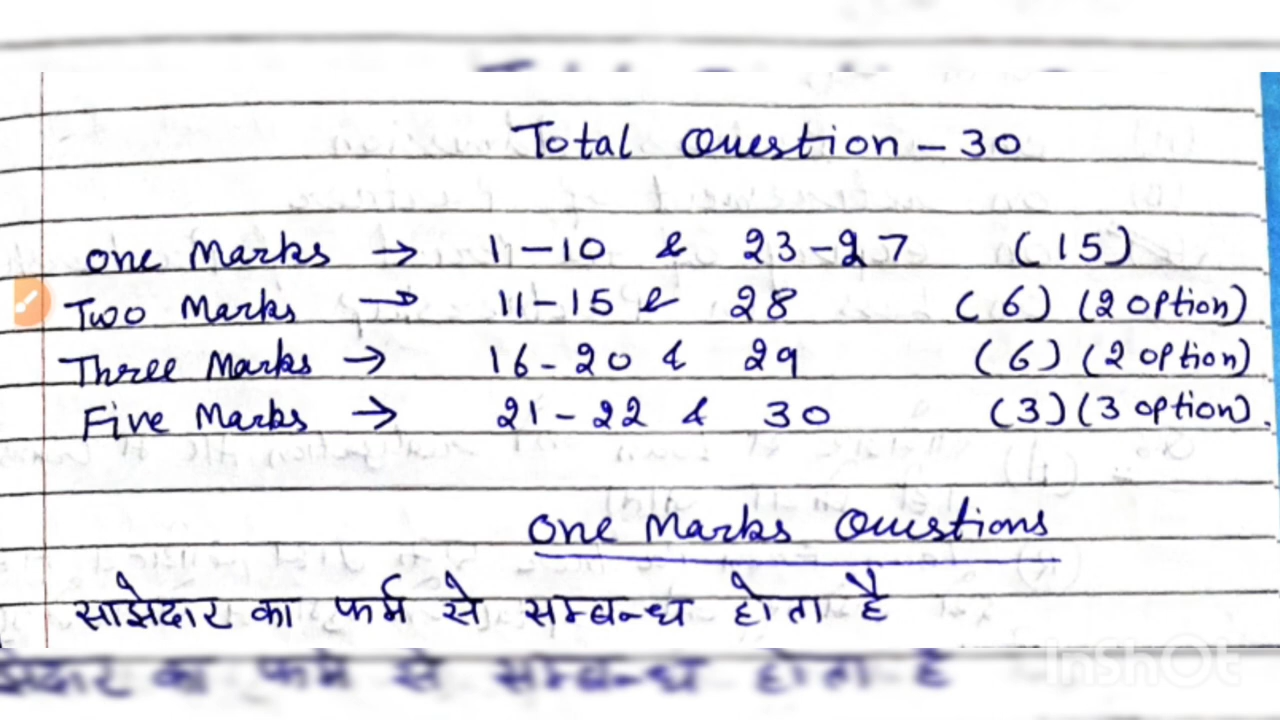 Total Question – 30
One Marks → 1–10 & 23–27 (15)
Two Marks → 11–15 & 28 (6) (2 option)
Three Marks → 16–20 & 29 (6) (2 option)
Five Marks → 21–22 & 30 (3) (3 option).
One Marks Questions
साझेदार का फर्म से सम्बन्ध होता है
InShOt